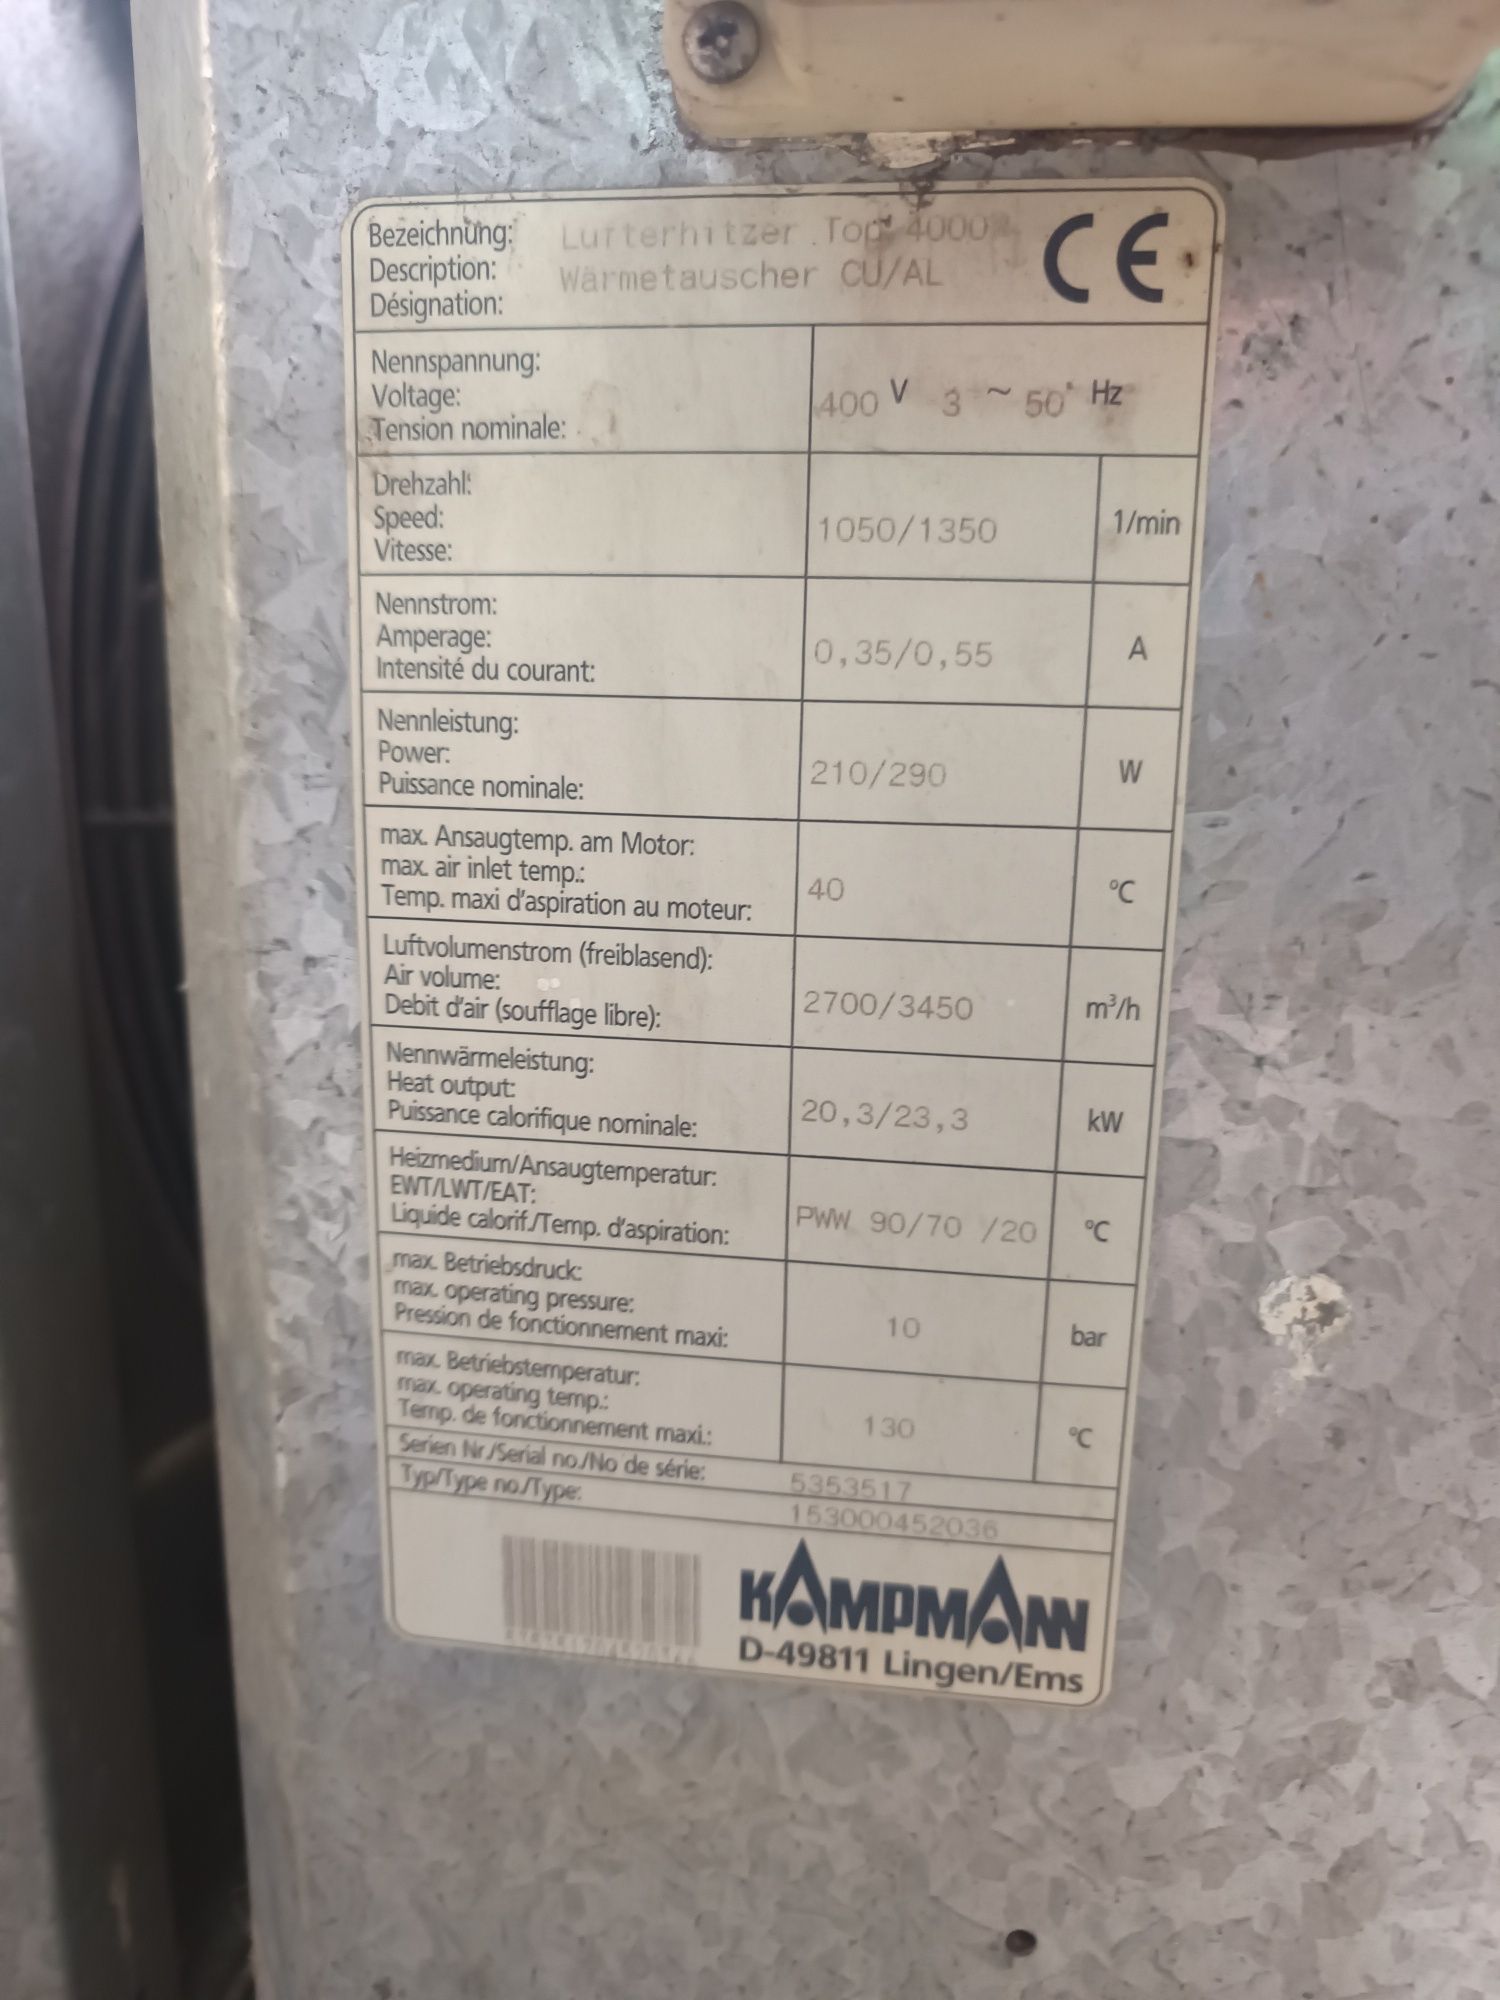 Bezeichnung: Lufterhitzer Top 4000
Description: Wärmetauscher CU/AL
Désignation:
CE
Nennspannung:
Voltage:
Tension nominale:
400 V 3 ~ 50 Hz
Drehzahl:
Speed:
Vitesse:
1050/1350 1/min
Nennstrom:
Amperage:
Intensité du courant:
0,35/0,55 A
Nennleistung:
Power:
Puissance nominale:
210/290 W
max. Ansaugtemp. am Motor:
max. air inlet temp.:
Temp. maxi d'aspiration au moteur:
40 °C
Luftvolumenstrom (freiblasend):
Air volume:
Debit d'air (soufflage libre):
2700/3450 m³/h
Nennwärmeleistung:
Heat output:
Puissance calorifique nominale:
20,3/23,3 kW
Heizmedium/Ansaugtemperatur:
EWT/LWT/EAT:
Liquide calorif./Temp. d'aspiration:
PWW 90/70 /20 °C
max. Betriebsdruck:
max. operating pressure:
Pression de fonctionnement maxi:
10 bar
max. Betriebstemperatur:
max. operating temp.:
Temp. de fonctionnement maxi.:
130 °C
Serien Nr./Serial no./No de série: 5353517
Typ/Type no./Type: 153000452036
KAMPMANN
D-49811 Lingen/Ems